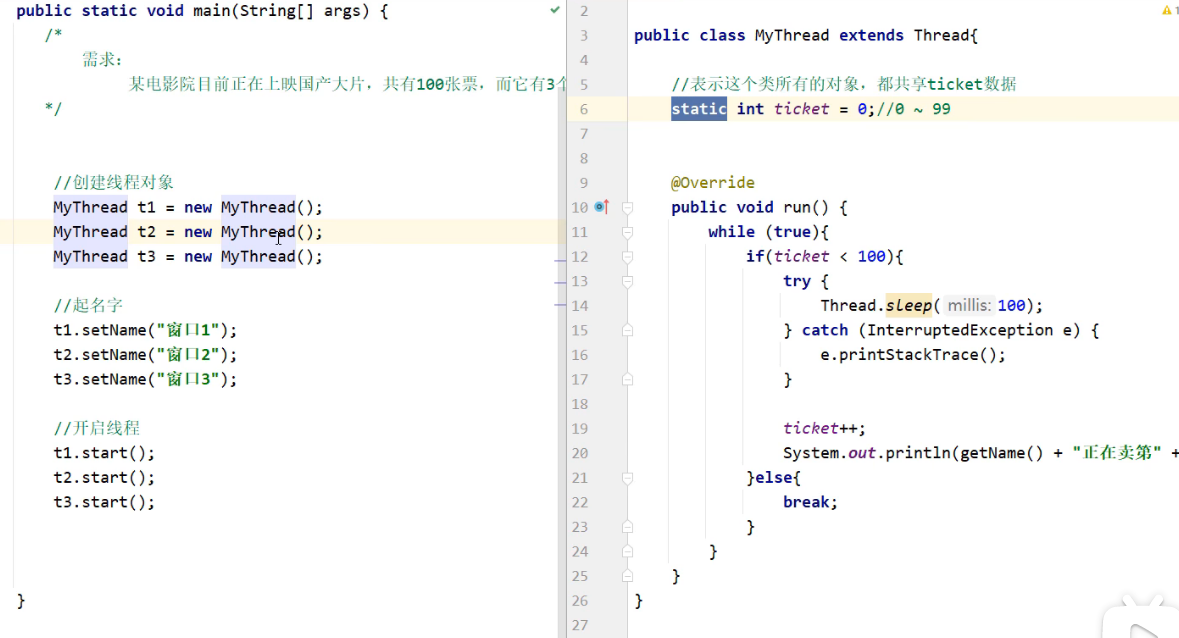 public static void main(String[] args) {
/*
需求:
某电影院目前正在上映国产大片，共有100张票，而它有3个
*/
//创建线程对象
MyThread t1 = new MyThread();
MyThread t2 = new MyThread();
MyThread t3 = new MyThread();
//起名字
t1.setName("窗口1");
t2.setName("窗口2");
t3.setName("窗口3");
//开启线程
t1.start();
t2.start();
t3.start();
}
1
2
3 public class MyThread extends Thread{
4
5 //表示这个类所有的对象，都共享ticket数据
6 static int ticket = 0;//0 ~ 99
7
8
9 @Override
10 public void run() {
11 while (true){
12 if(ticket < 100){
13 try {
14 Thread.sleep( millis: 100);
15 } catch (InterruptedException e) {
16 e.printStackTrace();
17 }
18
19 ticket++;
20 System.out.println(getName() + "正在卖第" +
21 }else{
22 break;
23 }
24 }
25 }
26 }
27